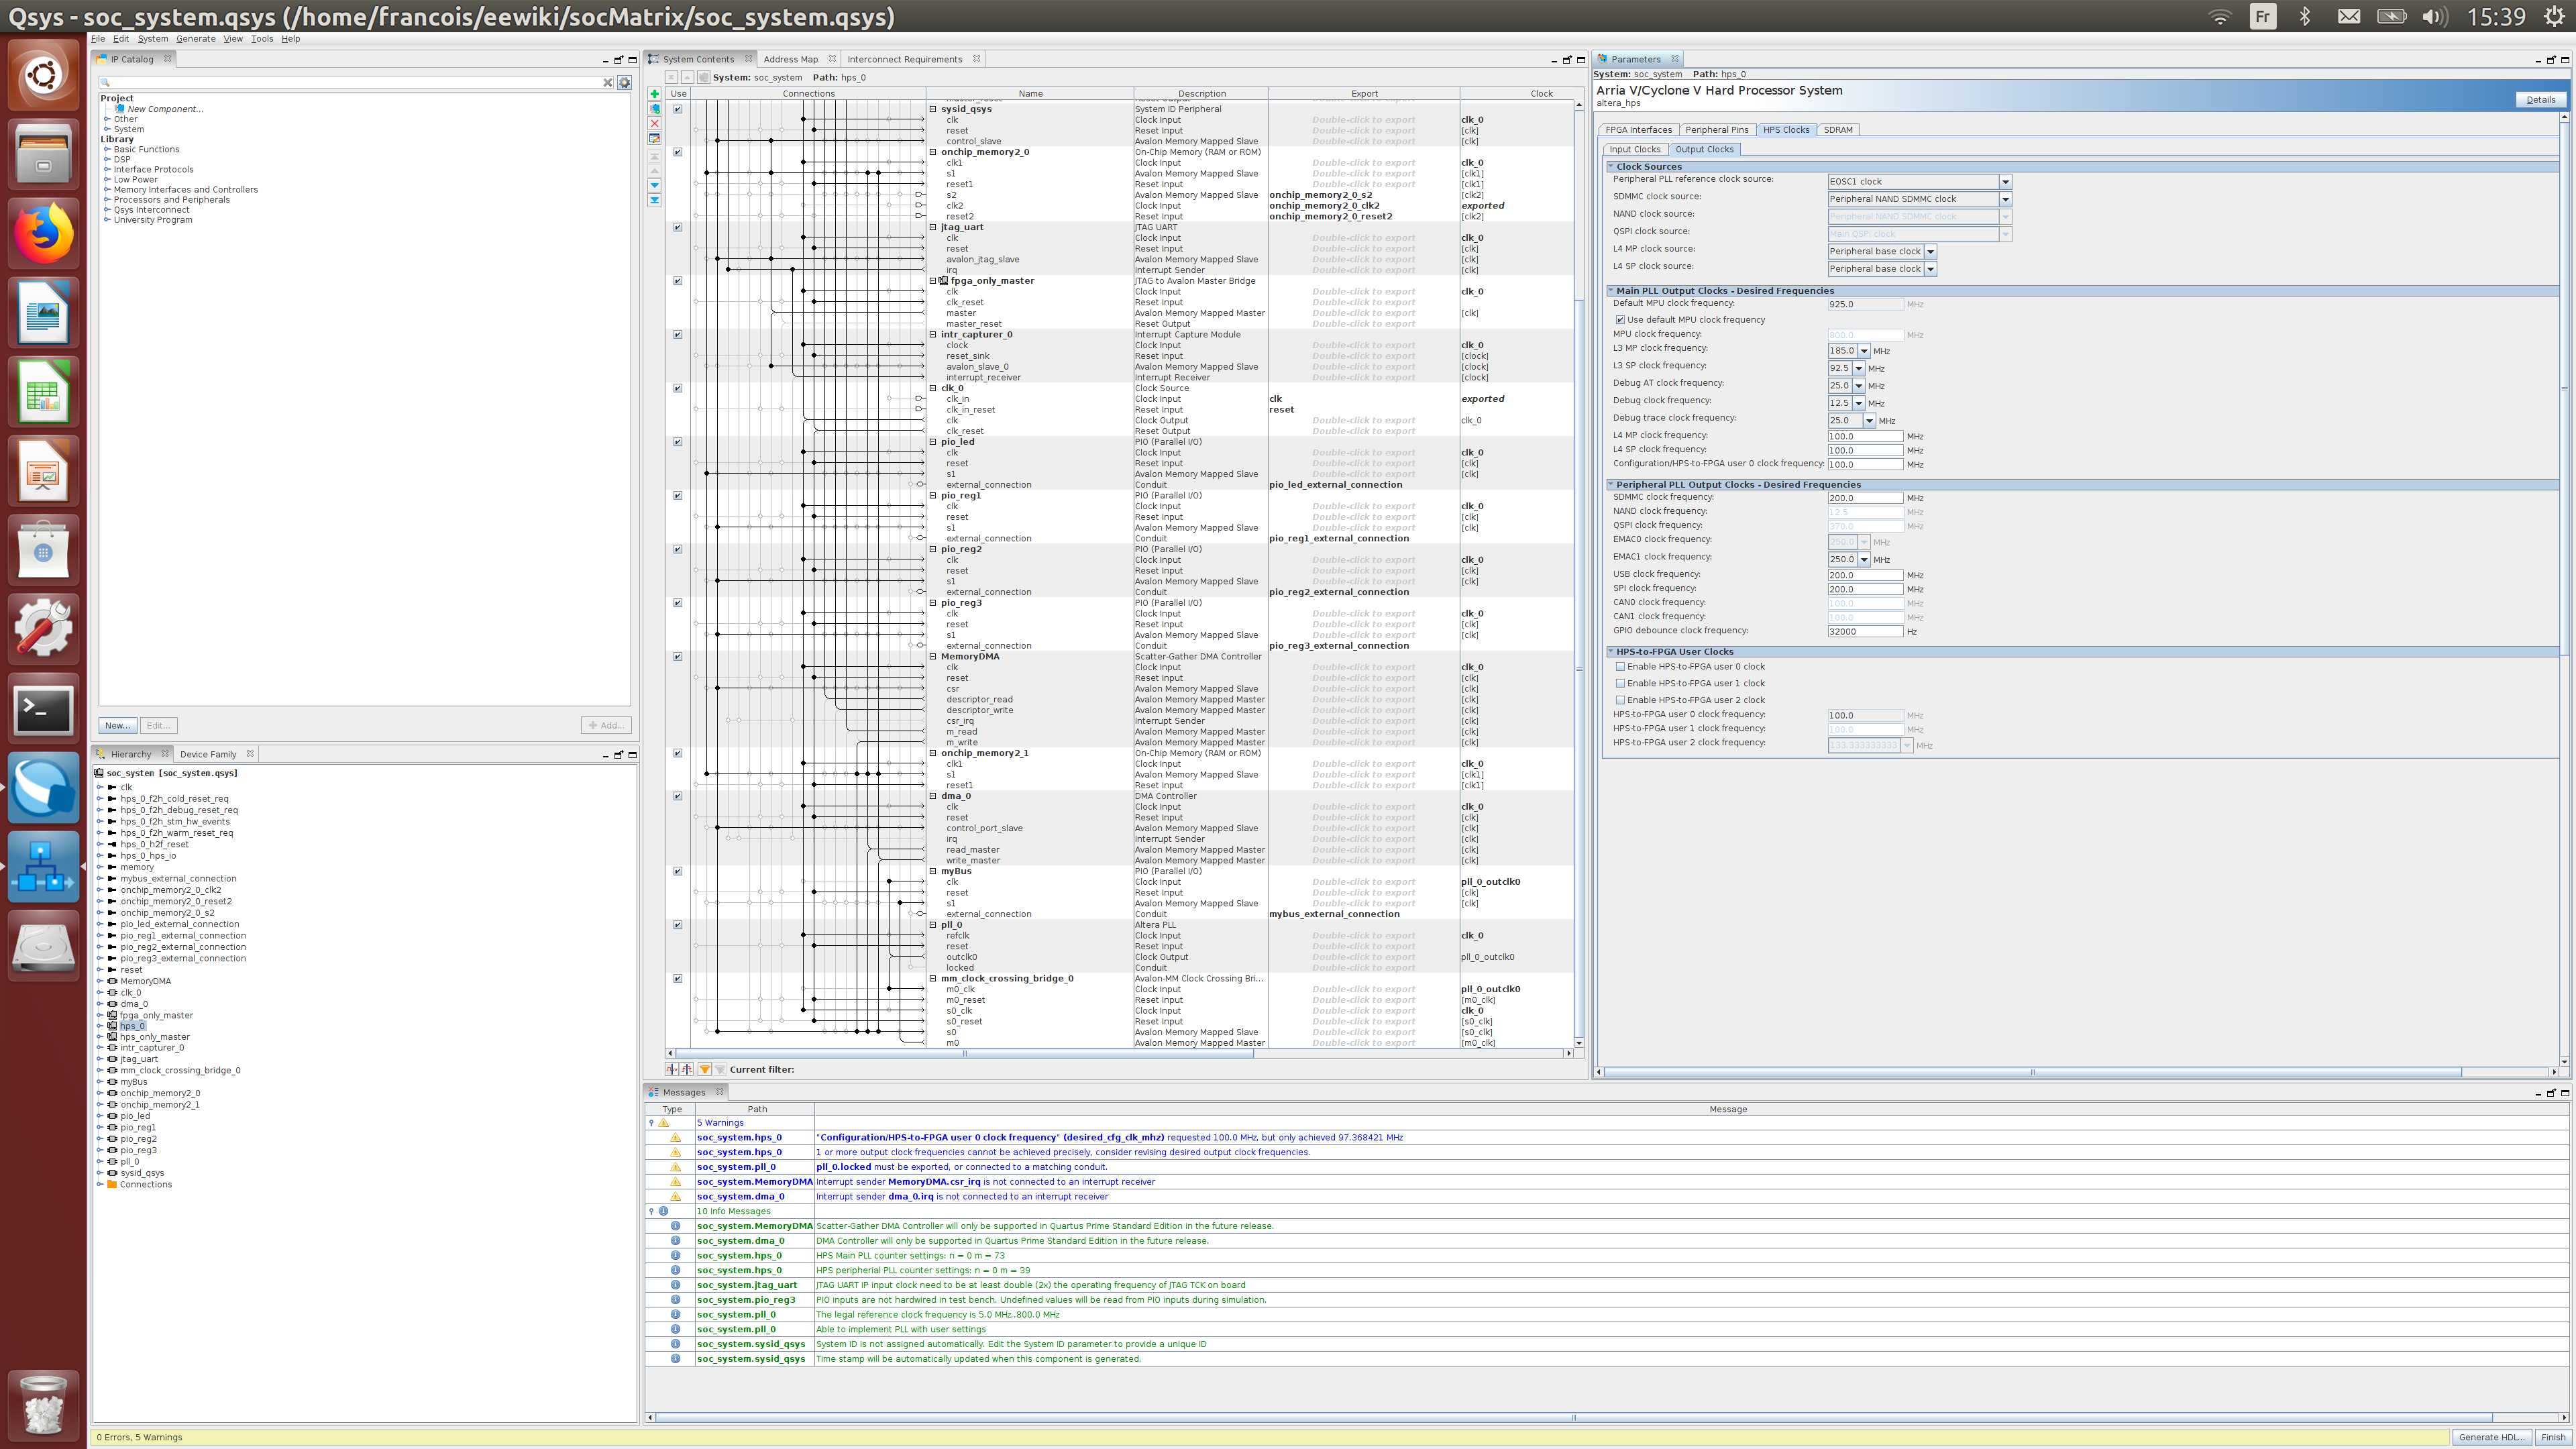 Qsys - soc_system.qsys (/home/francois/eewiki/socMatrix/soc_system.qsys)
Fr
15:39
File Edit System Generate View Tools Help
IP Catalog
Project
New Component...
Other
System
Library
Basic Functions
DSP
Interface Protocols
Low Power
Memory Interfaces and Controllers
Processors and Peripherals
Qsys Interconnect
University Program
New... Edit... Add...
Hierarchy Device Family
soc_system [soc_system.qsys]
clk
hps_0_f2h_cold_reset_req
hps_0_f2h_debug_reset_req
hps_0_f2h_stm_hw_events
hps_0_f2h_warm_reset_req
hps_0_h2f_reset
hps_0_hps_io
memory
mybus_external_connection
onchip_memory2_0_clk2
onchip_memory2_0_reset2
onchip_memory2_0_s2
pio_led_external_connection
pio_reg1_external_connection
pio_reg2_external_connection
pio_reg3_external_connection
reset
MemoryDMA
clk_0
dma_0
fpga_only_master
hps_0
hps_only_master
intr_capturer_0
jtag_uart
mm_clock_crossing_bridge_0
myBus
onchip_memory2_0
onchip_memory2_1
pio_led
pio_reg1
pio_reg2
pio_reg3
pll_0
sysid_qsys
Connections
System Contents Address Map Interconnect Requirements
System: soc_system Path: hps_0
Use Connections Name Description Export Clock
sysid_qsys System ID Peripheral
clk Clock Input Double-click to export clk_0
reset Reset Input Double-click to export [clk]
control_slave Avalon Memory Mapped Slave Double-click to export [clk]
onchip_memory2_0 On-Chip Memory (RAM or ROM)
clk1 Clock Input Double-click to export clk_0
s1 Avalon Memory Mapped Slave Double-click to export [clk1]
reset1 Reset Input Double-click to export [clk1]
s2 Avalon Memory Mapped Slave onchip_memory2_0_s2 [clk2]
clk2 Clock Input onchip_memory2_0_clk2 exported
reset2 Reset Input onchip_memory2_0_reset2 [clk2]
jtag_uart JTAG UART
clk Clock Input Double-click to export clk_0
reset Reset Input Double-click to export [clk]
avalon_jtag_slave Avalon Memory Mapped Slave Double-click to export [clk]
irq Interrupt Sender Double-click to export [clk]
fpga_only_master JTAG to Avalon Master Bridge
clk Clock Input Double-click to export clk_0
clk_reset Reset Input Double-click to export
master Avalon Memory Mapped Master Double-click to export [clk]
master_reset Reset Output Double-click to export
intr_capturer_0 Interrupt Capture Module
clock Clock Input Double-click to export clk_0
reset_sink Reset Input Double-click to export [clock]
avalon_slave_0 Avalon Memory Mapped Slave Double-click to export [clock]
interrupt_receiver Interrupt Receiver Double-click to export [clock]
clk_0 Clock Source
clk_in Clock Input clk exported
clk_in_reset Reset Input reset
clk Clock Output Double-click to export clk_0
clk_reset Reset Output Double-click to export
pio_led PIO (Parallel I/O)
clk Clock Input Double-click to export clk_0
reset Reset Input Double-click to export [clk]
s1 Avalon Memory Mapped Slave Double-click to export [clk]
external_connection Conduit pio_led_external_connection
pio_reg1 PIO (Parallel I/O)
clk Clock Input Double-click to export clk_0
reset Reset Input Double-click to export [clk]
s1 Avalon Memory Mapped Slave Double-click to export [clk]
external_connection Conduit pio_reg1_external_connection
pio_reg2 PIO (Parallel I/O)
clk Clock Input Double-click to export clk_0
reset Reset Input Double-click to export [clk]
s1 Avalon Memory Mapped Slave Double-click to export [clk]
external_connection Conduit pio_reg2_external_connection
pio_reg3 PIO (Parallel I/O)
clk Clock Input Double-click to export clk_0
reset Reset Input Double-click to export [clk]
s1 Avalon Memory Mapped Slave Double-click to export [clk]
external_connection Conduit pio_reg3_external_connection
MemoryDMA Scatter-Gather DMA Controller
clk Clock Input Double-click to export clk_0
reset Reset Input Double-click to export [clk]
csr Avalon Memory Mapped Slave Double-click to export [clk]
descriptor_read Avalon Memory Mapped Master Double-click to export [clk]
descriptor_write Avalon Memory Mapped Master Double-click to export [clk]
csr_irq Interrupt Sender Double-click to export [clk]
m_read Avalon Memory Mapped Master Double-click to export [clk]
m_write Avalon Memory Mapped Master Double-click to export [clk]
onchip_memory2_1 On-Chip Memory (RAM or ROM)
clk1 Clock Input Double-click to export clk_0
s1 Avalon Memory Mapped Slave Double-click to export [clk1]
reset1 Reset Input Double-click to export [clk1]
dma_0 DMA Controller
clk Clock Input Double-click to export clk_0
reset Reset Input Double-click to export [clk]
control_port_slave Avalon Memory Mapped Slave Double-click to export [clk]
irq Interrupt Sender Double-click to export [clk]
read_master Avalon Memory Mapped Master Double-click to export [clk]
write_master Avalon Memory Mapped Master Double-click to export [clk]
myBus PIO (Parallel I/O)
clk Clock Input Double-click to export pll_0_outclk0
reset Reset Input Double-click to export [clk]
s1 Avalon Memory Mapped Slave Double-click to export [clk]
external_connection Conduit mybus_external_connection
pll_0 Altera PLL
refclk Clock Input Double-click to export clk_0
reset Reset Input Double-click to export
outclk0 Clock Output Double-click to export pll_0_outclk0
locked Conduit Double-click to export
mm_clock_crossing_bridge_0 Avalon-MM Clock Crossing Bri...
m0_clk Clock Input Double-click to export pll_0_outclk0
m0_reset Reset Input Double-click to export [m0_clk]
s0_clk Clock Input Double-click to export clk_0
s0_reset Reset Input Double-click to export [s0_clk]
s0 Avalon Memory Mapped Slave Double-click to export [s0_clk]
m0 Avalon Memory Mapped Master Double-click to export [m0_clk]
Current filter:
Parameters
System: soc_system Path: hps_0
Arria V/Cyclone V Hard Processor System
altera_hps
Details
FPGA Interfaces Peripheral Pins HPS Clocks SDRAM
Input Clocks Output Clocks
Clock Sources
Peripheral PLL reference clock source: EOSC1 clock
SDMMC clock source: Peripheral NAND SDMMC clock
NAND clock source: Peripheral NAND SDMMC clock
QSPI clock source: Main QSPI clock
L4 MP clock source: Peripheral base clock
L4 SP clock source: Peripheral base clock
Main PLL Output Clocks - Desired Frequencies
Default MPU clock frequency: 925.0 MHz
Use default MPU clock frequency
MPU clock frequency: 800.0 MHz
L3 MP clock frequency: 185.0 MHz
L3 SP clock frequency: 92.5 MHz
Debug AT clock frequency: 25.0 MHz
Debug clock frequency: 12.5 MHz
Debug trace clock frequency: 25.0 MHz
L4 MP clock frequency: 100.0 MHz
L4 SP clock frequency: 100.0 MHz
Configuration/HPS-to-FPGA user 0 clock frequency: 100.0 MHz
Peripheral PLL Output Clocks - Desired Frequencies
SDMMC clock frequency: 200.0 MHz
NAND clock frequency: 12.5 MHz
QSPI clock frequency: 370.0 MHz
EMAC0 clock frequency: 250.0 MHz
EMAC1 clock frequency: 250.0 MHz
USB clock frequency: 200.0 MHz
SPI clock frequency: 200.0 MHz
CAN0 clock frequency: 100.0 MHz
CAN1 clock frequency: 100.0 MHz
GPIO debounce clock frequency: 32000 Hz
HPS-to-FPGA User Clocks
Enable HPS-to-FPGA user 0 clock
Enable HPS-to-FPGA user 1 clock
Enable HPS-to-FPGA user 2 clock
HPS-to-FPGA user 0 clock frequency: 100.0 MHz
HPS-to-FPGA user 1 clock frequency: 100.0 MHz
HPS-to-FPGA user 2 clock frequency: 133.333333333 MHz
Messages
Type Path Message
5 Warnings
soc_system.hps_0 "Configuration/HPS-to-FPGA user 0 clock frequency" (desired_cfg_clk_mhz) requested 100.0 MHz, but only achieved 97.368421 MHz
soc_system.hps_0 1 or more output clock frequencies cannot be achieved precisely, consider revising desired output clock frequencies.
soc_system.pll_0 pll_0.locked must be exported, or connected to a matching conduit.
soc_system.MemoryDMA Interrupt sender MemoryDMA.csr_irq is not connected to an interrupt receiver
soc_system.dma_0 Interrupt sender dma_0.irq is not connected to an interrupt receiver
10 Info Messages
soc_system.MemoryDMA Scatter-Gather DMA Controller will only be supported in Quartus Prime Standard Edition in the future release.
soc_system.dma_0 DMA Controller will only be supported in Quartus Prime Standard Edition in the future release.
soc_system.hps_0 HPS Main PLL counter settings: n = 0 m = 73
soc_system.hps_0 HPS peripheral PLL counter settings: n = 0 m = 39
soc_system.jtag_uart JTAG UART IP input clock need to be at least double (2x) the operating frequency of JTAG TCK on board
soc_system.pio_reg3 PIO inputs are not hardwired in test bench. Undefined values will be read from PIO inputs during simulation.
soc_system.pll_0 The legal reference clock frequency is 5.0 MHz..800.0 MHz
soc_system.pll_0 Able to implement PLL with user settings
soc_system.sysid_qsys System ID is not assigned automatically. Edit the System ID parameter to provide a unique ID
soc_system.sysid_qsys Time stamp will be automatically updated when this component is generated.
0 Errors, 5 Warnings
Generate HDL... Finish